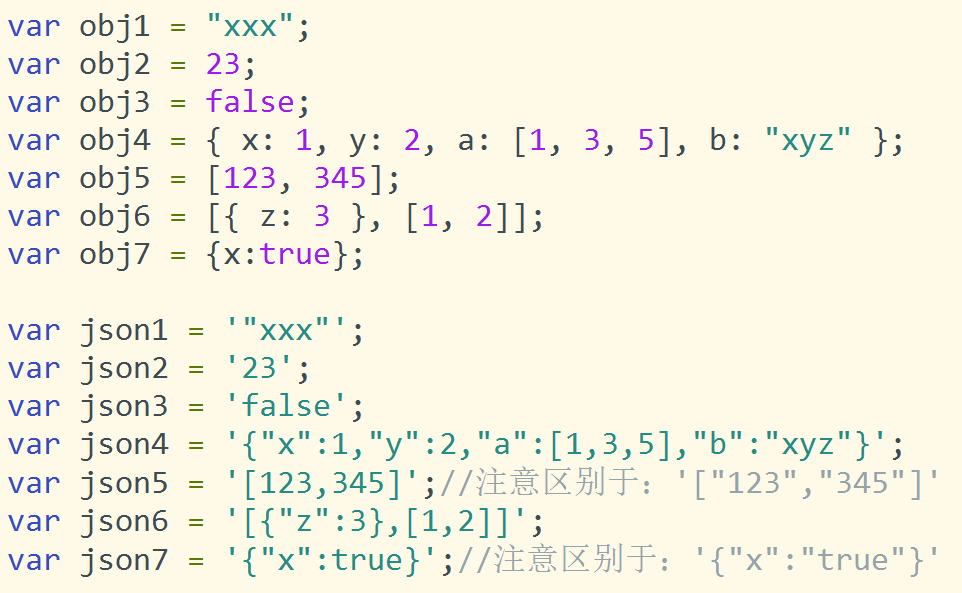 var obj1 = "xxx";
var obj2 = 23;
var obj3 = false;
var obj4 = { x: 1, y: 2, a: [1, 3, 5], b: "xyz" };
var obj5 = [123, 345];
var obj6 = [{ z: 3 }, [1, 2]];
var obj7 = {x:true};
var json1 = '"xxx"';
var json2 = '23';
var json3 = 'false';
var json4 = '{"x":1,"y":2,"a":[1,3,5],"b":"xyz"}';
var json5 = '[123,345]';//注意区别于：'["123","345"]'
var json6 = '[{"z":3},[1,2]]';
var json7 = '{"x":true}';//注意区别于：'{"x":"true"}'